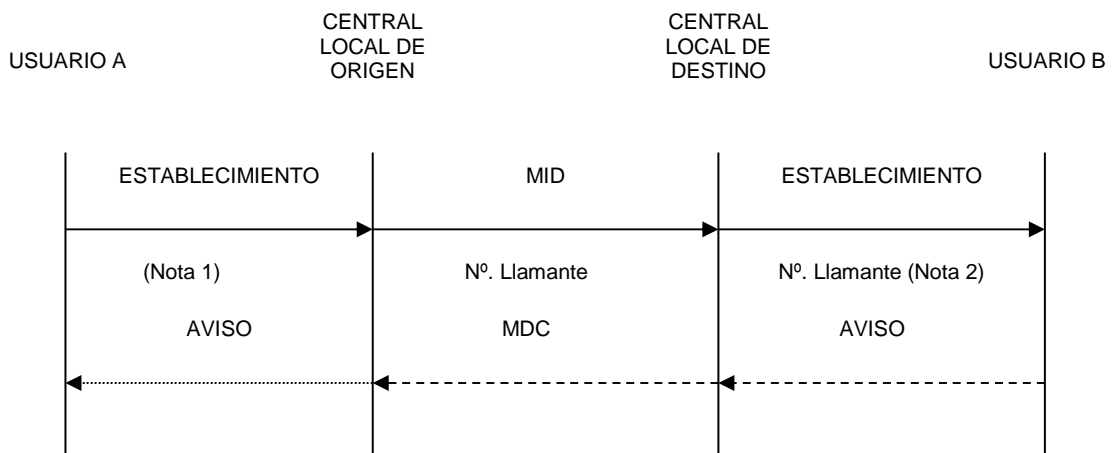 USUARIO A
CENTRAL
LOCAL DE
ORIGEN
CENTRAL
LOCAL DE
DESTINO
USUARIO B
ESTABLECIMIENTO
MID
ESTABLECIMIENTO
(Nota 1)
Nº. Llamante
Nº. Llamante (Nota 2)
AVISO
MDC
AVISO